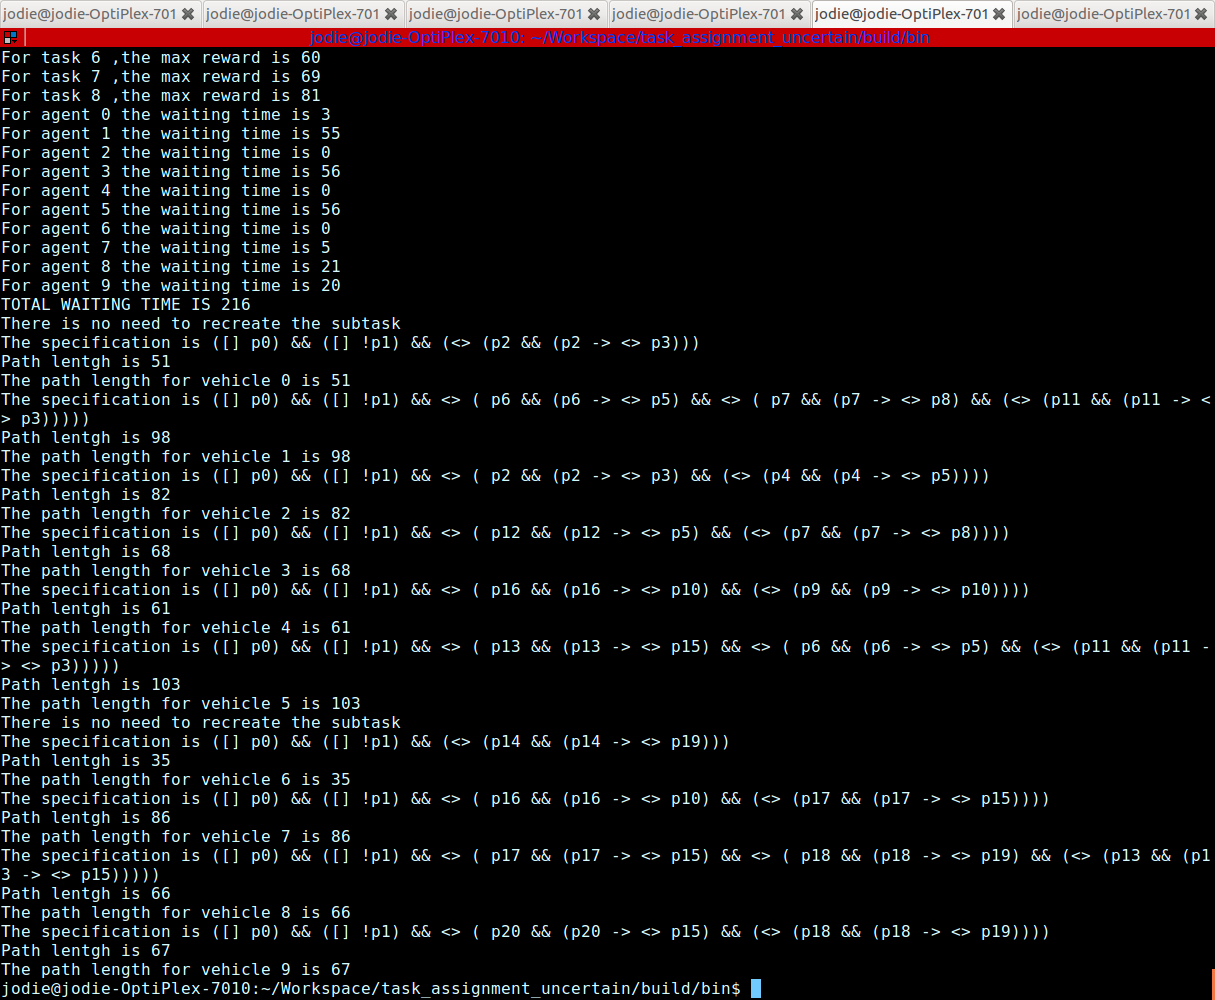 jodie@jodie-OptiPlex-701 jodie@jodie-OptiPlex-701 jodie@jodie-OptiPlex-701 jodie@jodie-OptiPlex-701 jodie@jodie-OptiPlex-701 jodie@jodie-OptiPlex-701
jodie@jodie-OptiPlex-7010: ~/Workspace/task_assignment_uncertain/build/bin
For task 6 ,the max reward is 60
For task 7 ,the max reward is 69
For task 8 ,the max reward is 81
For agent 0 the waiting time is 3
For agent 1 the waiting time is 55
For agent 2 the waiting time is 0
For agent 3 the waiting time is 56
For agent 4 the waiting time is 0
For agent 5 the waiting time is 56
For agent 6 the waiting time is 0
For agent 7 the waiting time is 5
For agent 8 the waiting time is 21
For agent 9 the waiting time is 20
TOTAL WAITING TIME IS 216
There is no need to recreate the subtask
The specification is ([] p0) && ([] !p1) && (<> (p2 && (p2 -> <> p3)))
Path lentgh is 51
The path length for vehicle 0 is 51
The specification is ([] p0) && ([] !p1) && <> ( p6 && (p6 -> <> p5) && <> ( p7 && (p7 -> <> p8) && (<> (p11 && (p11 -> <
> p3)))))
Path lentgh is 98
The path length for vehicle 1 is 98
The specification is ([] p0) && ([] !p1) && <> ( p2 && (p2 -> <> p3) && (<> (p4 && (p4 -> <> p5))))
Path lentgh is 82
The path length for vehicle 2 is 82
The specification is ([] p0) && ([] !p1) && <> ( p12 && (p12 -> <> p5) && (<> (p7 && (p7 -> <> p8))))
Path lentgh is 68
The path length for vehicle 3 is 68
The specification is ([] p0) && ([] !p1) && <> ( p16 && (p16 -> <> p10) && (<> (p9 && (p9 -> <> p10))))
Path lentgh is 61
The path length for vehicle 4 is 61
The specification is ([] p0) && ([] !p1) && <> ( p13 && (p13 -> <> p15) && <> ( p6 && (p6 -> <> p5) && (<> (p11 && (p11 -
> <> p3)))))
Path lentgh is 103
The path length for vehicle 5 is 103
There is no need to recreate the subtask
The specification is ([] p0) && ([] !p1) && (<> (p14 && (p14 -> <> p19)))
Path lentgh is 35
The path length for vehicle 6 is 35
The specification is ([] p0) && ([] !p1) && <> ( p16 && (p16 -> <> p10) && (<> (p17 && (p17 -> <> p15))))
Path lentgh is 86
The path length for vehicle 7 is 86
The specification is ([] p0) && ([] !p1) && <> ( p17 && (p17 -> <> p15) && <> ( p18 && (p18 -> <> p19) && (<> (p13 && (p1
3 -> <> p15)))))
Path lentgh is 66
The path length for vehicle 8 is 66
The specification is ([] p0) && ([] !p1) && <> ( p20 && (p20 -> <> p15) && (<> (p18 && (p18 -> <> p19))))
Path lentgh is 67
The path length for vehicle 9 is 67
jodie@jodie-OptiPlex-7010:~/Workspace/task_assignment_uncertain/build/bin$